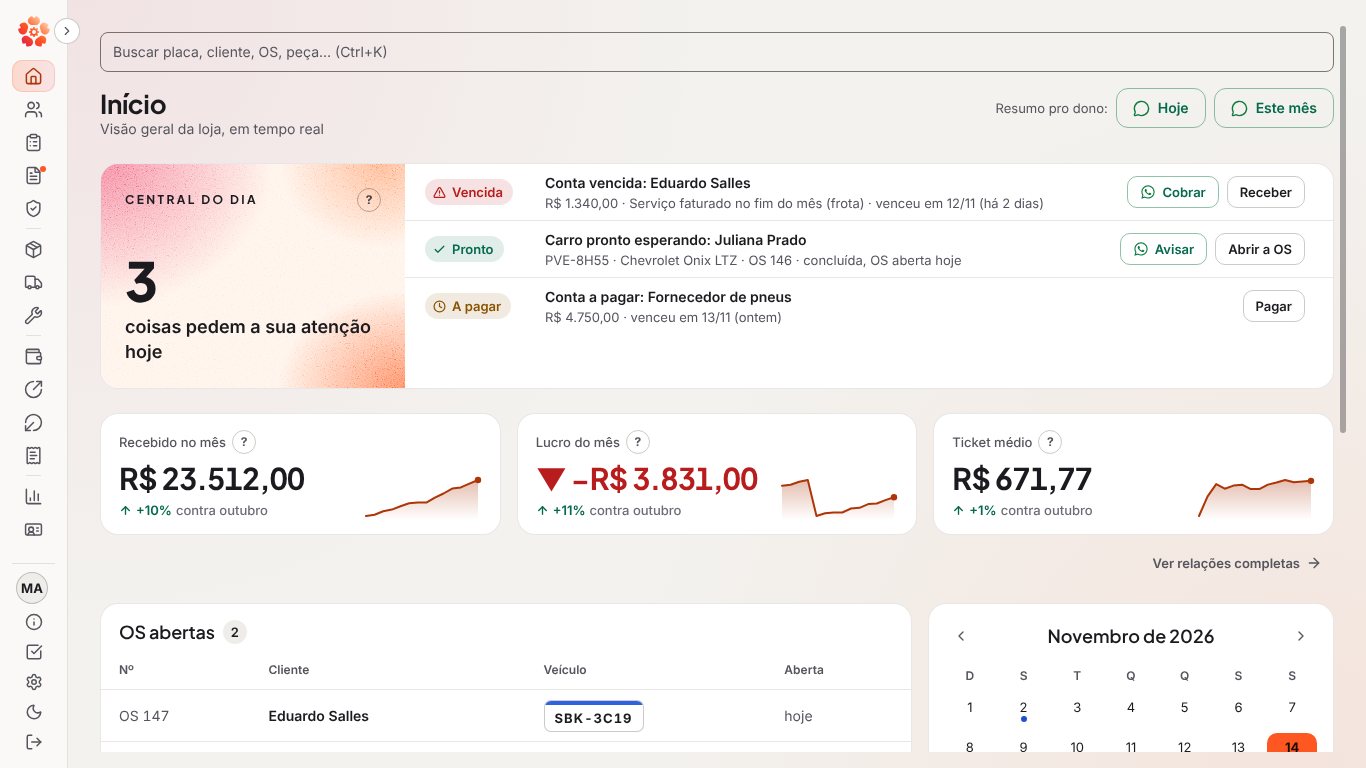 Buscar placa, cliente, OS, peça... (Ctrl+K)
Início
Visão geral da loja, em tempo real
Resumo pro dono:
Hoje
Este mês
CENTRAL DO DIA
?
3
coisas pedem a sua atenção
hoje
Vencida
Conta vencida: Eduardo Salles
R$ 1.340,00 · Serviço faturado no fim do mês (frota) · venceu em 12/11 (há 2 dias)
Cobrar
Receber
Pronto
Carro pronto esperando: Juliana Prado
PVE-8H55 · Chevrolet Onix LTZ · OS 146 · concluída, OS aberta hoje
Avisar
Abrir a OS
A pagar
Conta a pagar: Fornecedor de pneus
R$ 4.750,00 · venceu em 13/11 (ontem)
Pagar
Recebido no mês ?
R$ 23.512,00
+10% contra outubro
Lucro do mês ?
▼ −R$ 3.831,00
+11% contra outubro
Ticket médio ?
R$ 671,77
+1% contra outubro
Ver relações completas
OS abertas 2
Nº Cliente Veículo Aberta
OS 147 Eduardo Salles SBK-3C19 hoje
Novembro de 2026
D S T Q Q S S
1 2 3 4 5 6 7
8 9 10 11 12 13 14
MA